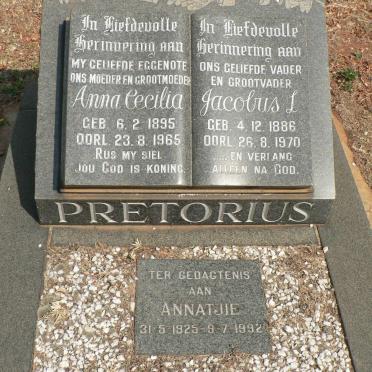 In Liefdevolle
Herinnering aan
MY GELIEFDE EGGENOTE
ONS MOEDER EN GROOTMOEDER
Anna Cecilia
GEB. 6. 2. 1895
OORL. 23. 8. 1965
RUS MY SIEL
JOU GOD IS KONING.
In Liefdevolle
Herinnering aan
ONS GELIEFDE VADER
EN GROOTVADER
Jacobus I.
GEB. 4. 12. 1886
OORL. 26. 8. 1970
.....EN VERLANG
ALLEEN NA GOD.
PRETORIUS
TER GEDAGTENIS
AAN
ANNATJIE
31-5-1925-9-7-1992